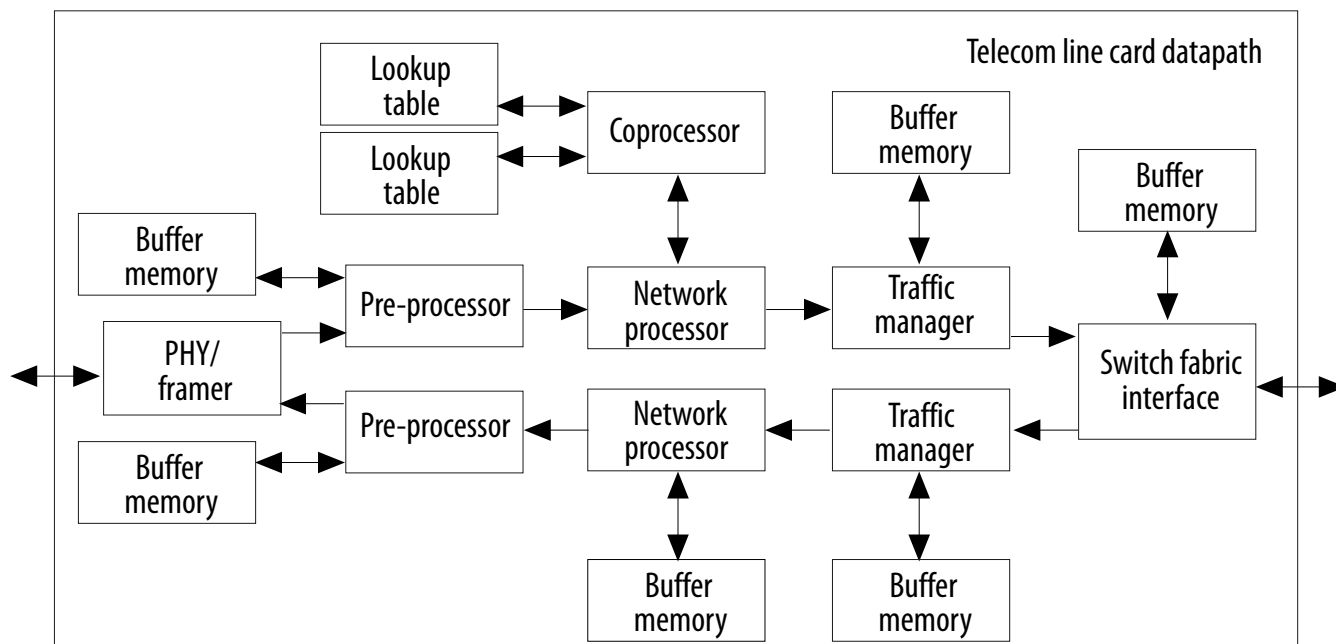 Telecom line card datapath
Lookup
table
Lookup
table
Coprocessor
Buffer
memory
Buffer
memory
Buffer
memory
Pre-processor
Network
processor
Traffic
manager
PHY/
framer
Switch fabric
interface
Pre-processor
Network
processor
Traffic
manager
Buffer
memory
Buffer
memory
Buffer
memory